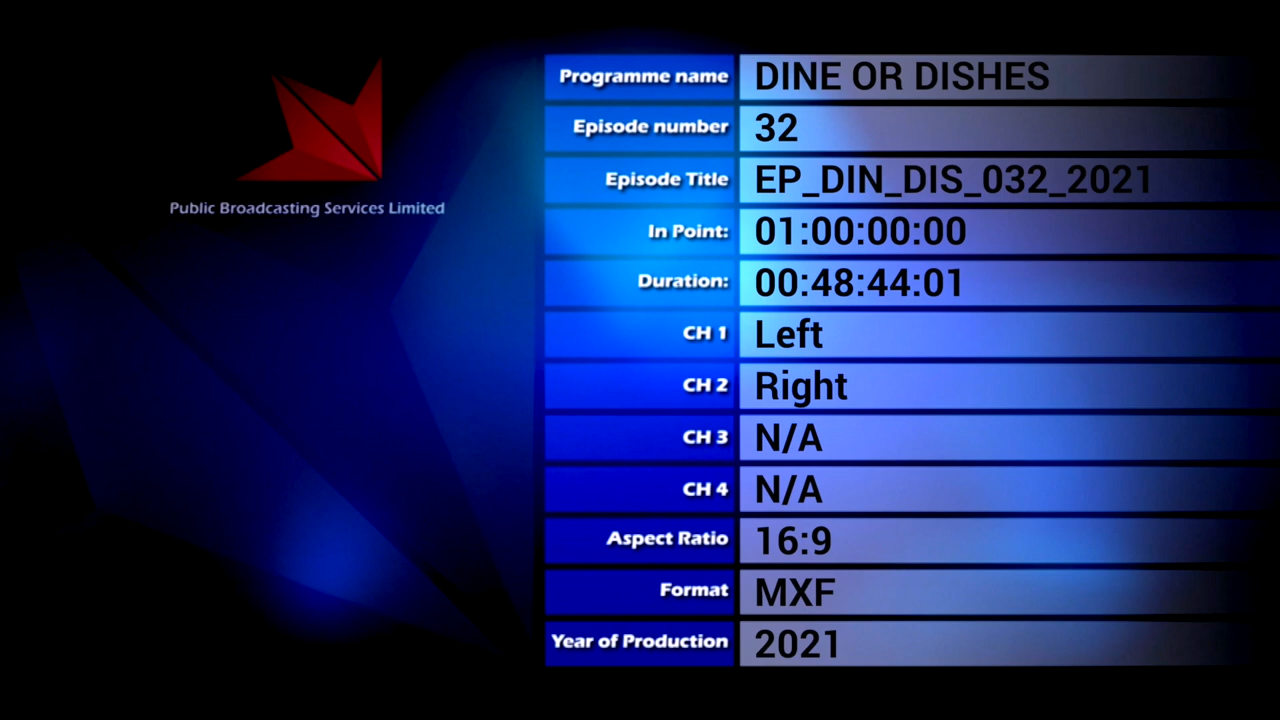 Public Broadcasting Services Limited
Programme name DINE OR DISHES
Episode number 32
Episode Title EP_DIN_DIS_032_2021
In Point: 01:00:00:00
Duration: 00:48:44:01
CH 1 Left
CH 2 Right
CH 3 N/A
CH 4 N/A
Aspect Ratio 16:9
Format MXF
Year of Production 2021